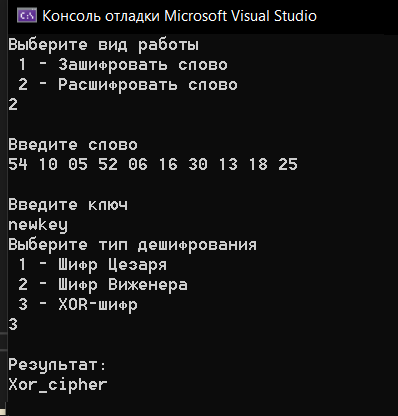 Консоль отладки Microsoft Visual Studio
Выберите вид работы
1 - Зашифровать слово
2 - Расшифровать слово
2
Введите слово
54 10 05 52 06 16 30 13 18 25
Введите ключ
newkey
Выберите тип дешифрования
1 - Шифр Цезаря
2 - Шифр Виженера
3 - XOR-шифр
3
Результат:
Xor_cipher